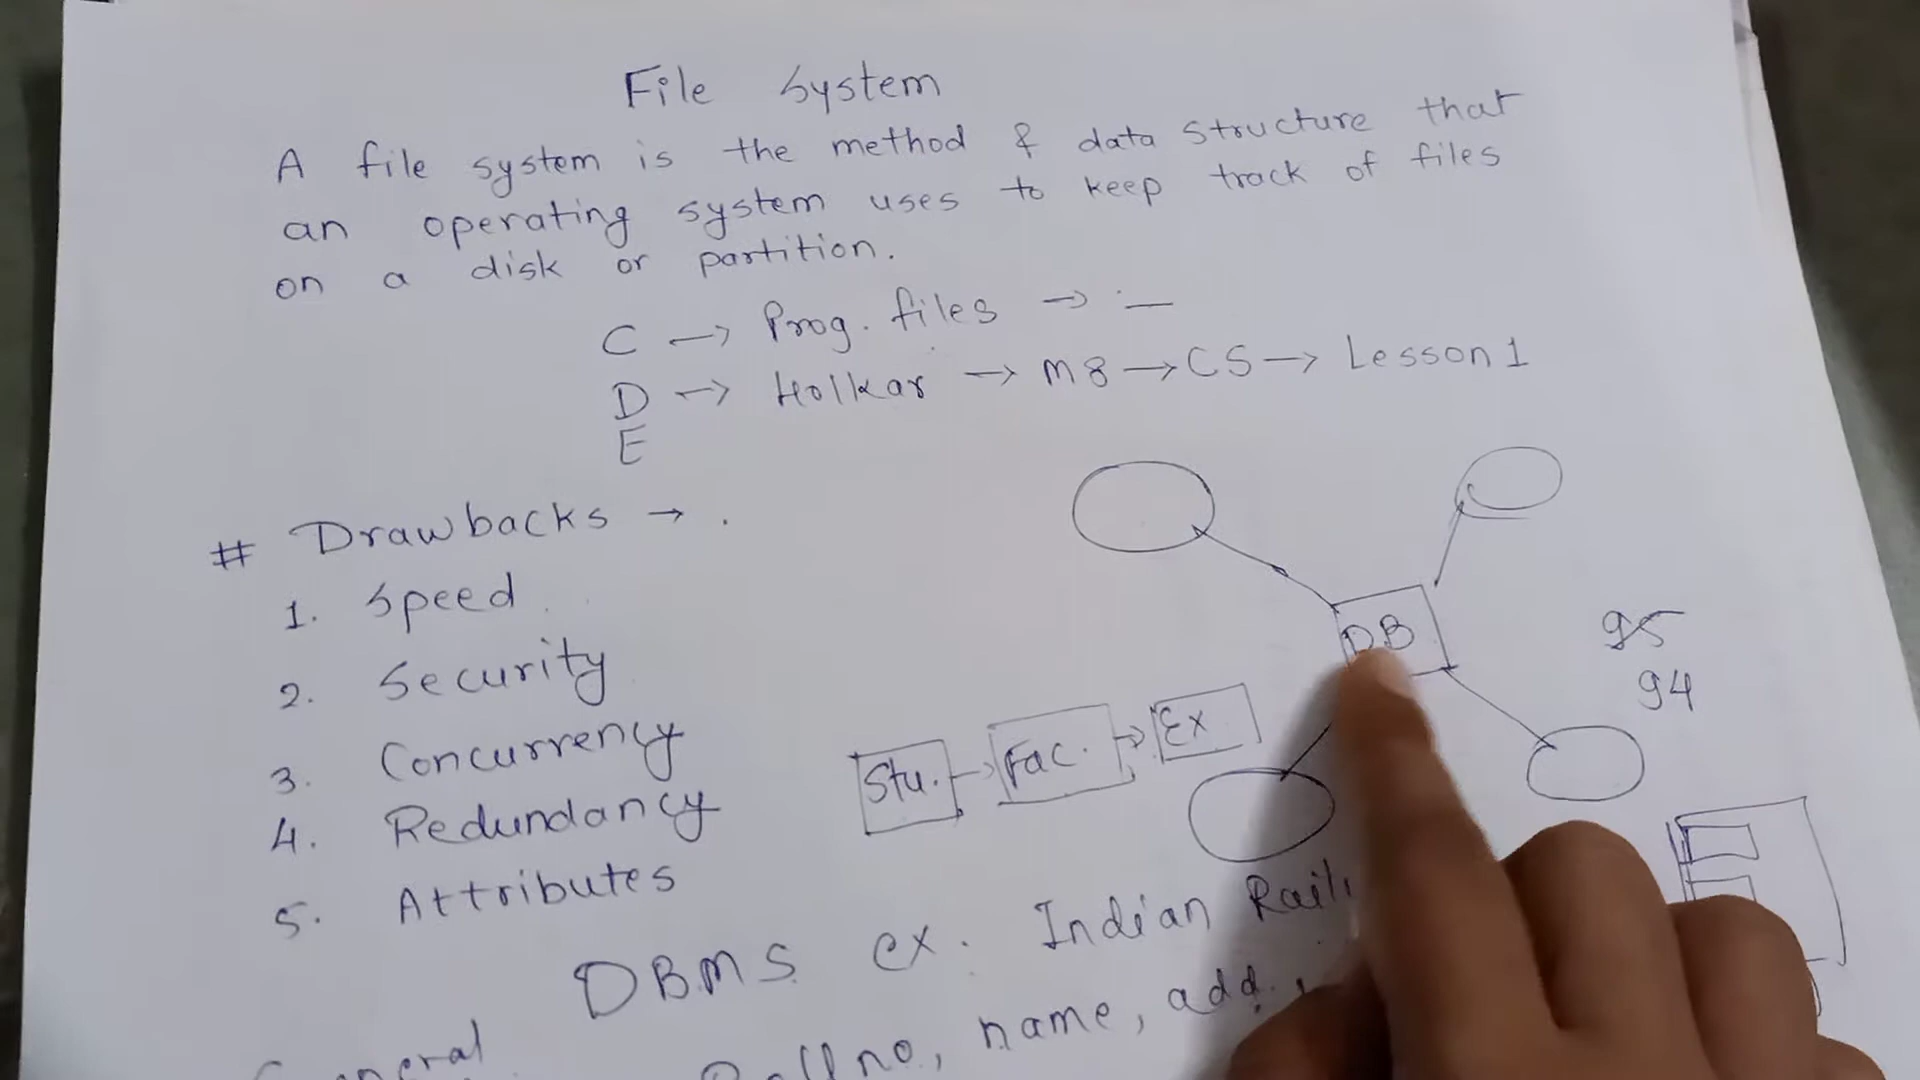 File System
A file system is the method & data structure that
an operating system uses to keep track of files
on a disk or partition.
C → Prog. files → —
D → Holkar → M8 → CS → Lesson 1
E
# Drawbacks →
1. Speed
2. Security
3. Concurrency
4. Redundancy
5. Attributes
DB
95
94
Stu. → Fac. → Ex
DBMS ex. Indian
name, add.,